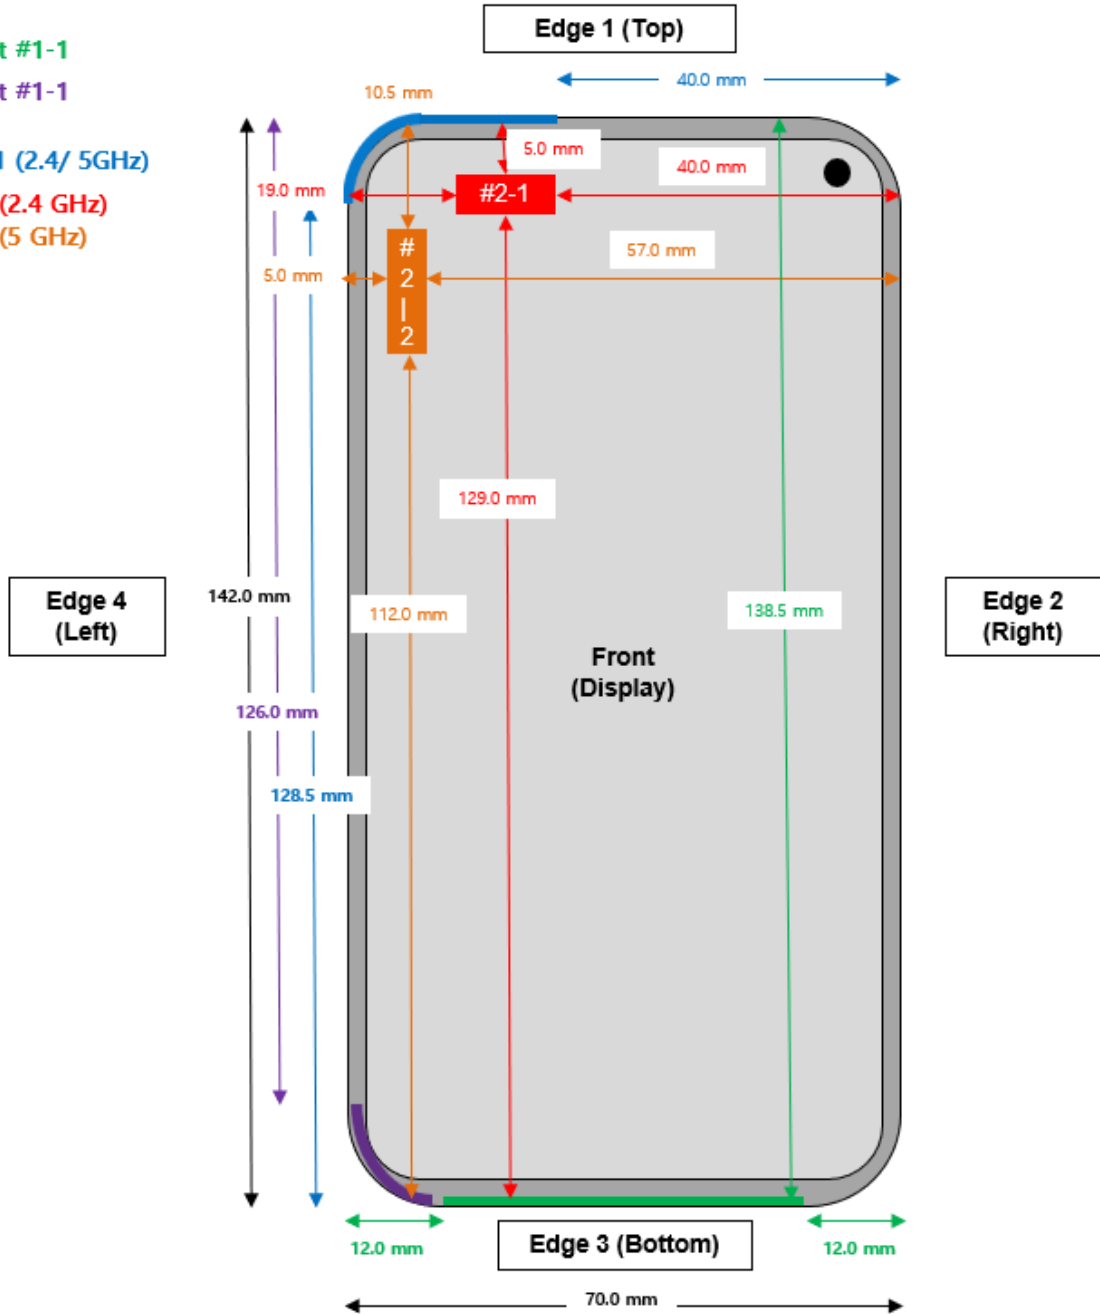 Edge 1 (Top)
t #1-1
t #1-1
(2.4/ 5GHz)
(2.4 GHz)
(5 GHz)
40.0 mm
10.5 mm
5.0 mm
40.0 mm
19.0 mm
#2-1
57.0 mm
5.0 mm
#
2
|
2
129.0 mm
142.0 mm
Edge 4
(Left)
112.0 mm
138.5 mm
Edge 2
(Right)
Front
(Display)
126.0 mm
128.5 mm
12.0 mm
Edge 3 (Bottom)
12.0 mm
70.0 mm